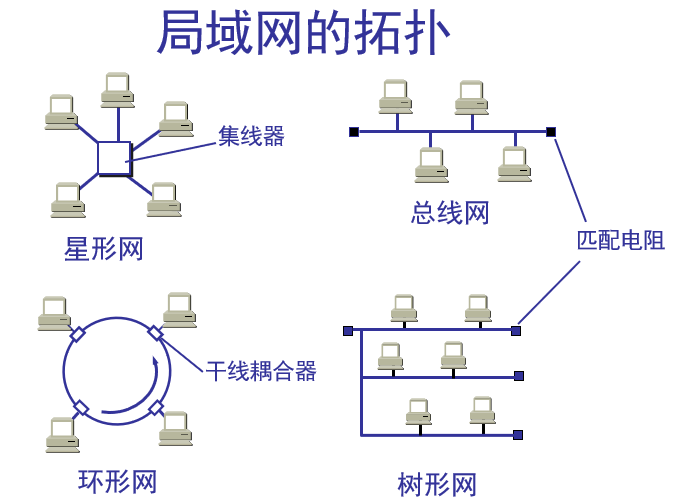 局域网的拓扑
集线器
星形网
总线网
匹配电阻
干线耦合器
环形网
树形网